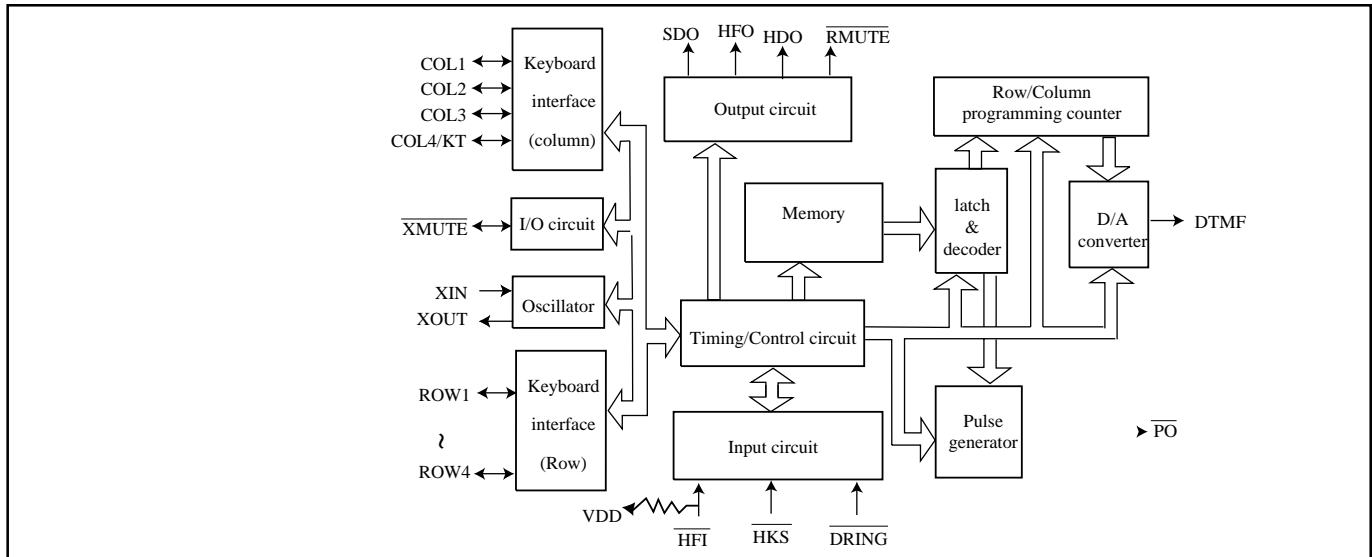 SDO
HFO
HDO
RMUTE
COL1
COL2
COL3
COL4/KT
Keyboard
interface
(column)
Output circuit
Row/Column
programming counter
XMUTE
I/O circuit
Memory
latch
&
decoder
D/A
converter
DTMF
XIN
XOUT
Oscillator
Timing/Control circuit
ROW1
~
ROW4
Keyboard
interface
(Row)
Input circuit
Pulse
generator
PO
VDD
HFI
HKS
DRING